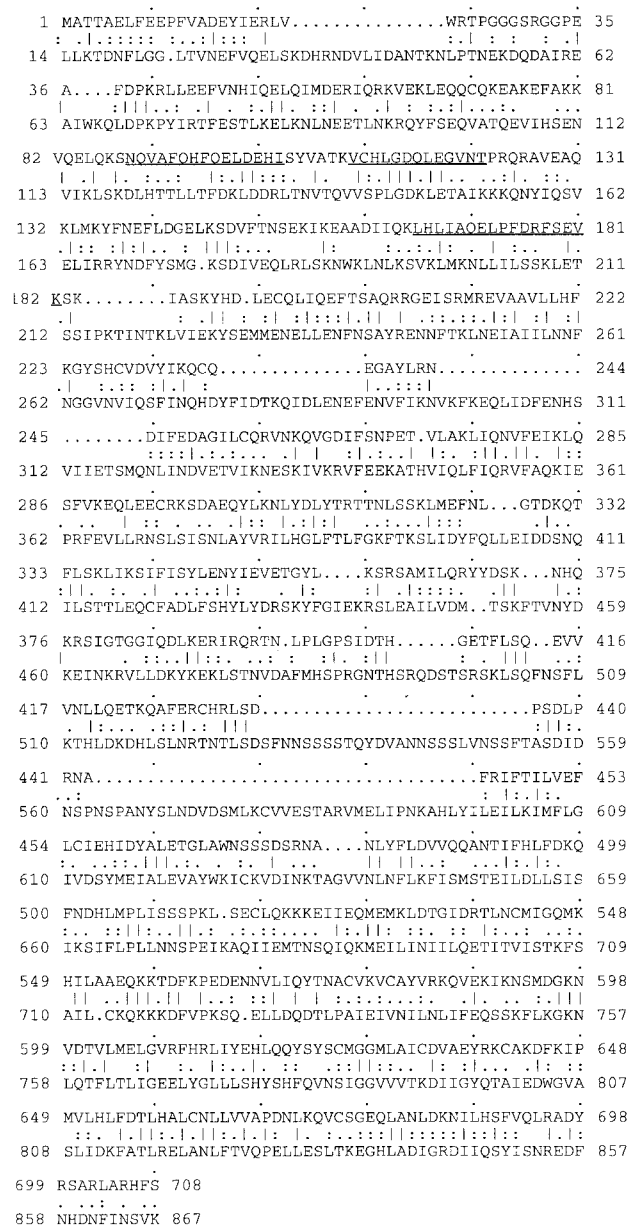 1 MATTAELFEEPFVADEYIERLV...............WRTPGGGSRGGPE 35
14 LLKTDNFLGG.LTVNEFVQELSKDHRNDVLIDANTKNLPTNEKDQDAIRE 62
36 A....FDPKRLLEEFVNHIQELQIMDERIQRKVEKLEQQCQKEAKEFAKK 81
63 AIWKQLDPKPYIRTFESTLKELKNLNEETLNKRQYFSEQVATQEVIHSEN 112
82 VQELQKSNQVAFQHFQELDEHISYVATKVCHLGDQLEGVNTPRQRAVEAQ 131
113 VIKLSKDLHTTLLTFDKLDDRLTNVTQVVSPLGDKLETAIKKKQNYIQSV 162
132 KLMKYFNEFLDGELKSDVFTNSEKIKEAADIIQKLHLIAQELPFDRFSEV 181
163 ELIRRYNDFYSMG.KSDIVEQLRLSKNWKLNLKSVKLMKNLLILSSKLET 211
182 KSK........IASKYHD.LECQLIQEFTSAQRRGEISRMREVAAVLLHF 222
212 SSIPKTINTKLVIEKYSEMMENELLENFNSAYRENNFTKLNEIAIILNNF 261
223 KGYSHCVDVYIKQCQ..............EGAYLRN.............. 244
262 NGGVNVIQSFINQHDYFIDTKQIDLENEFENVFIKNVKFKEQLIDFENHS 311
245 ........DIFEDAGILCQRVNKQVGDIFSNPET.VLAKLIQNVFEIKLQ 285
312 VIIETSMQNLINDVETVIKNESKIVKRVFEEKATHVIQLFIQRVFAQKIE 361
286 SFVKEQLEECRKSDAEQYLKNLYDLYTRTTNLSSKLMEFNL...GTDKQT 332
362 PRFEVLLRNSLSISNLAYVRILHGLFTLFGKFTKSLIDYFQLLEIDDSNQ 411
333 FLSKLIKSIFISYLENYIEVETGYL....KSRSAMILQRYYDSK...NHQ 375
412 ILSTTLEQCFADLFSHYLYDRSKYFGIEKRSLEAILVDM..TSKFTVNYD 459
376 KRSIGTGGIQDLKERIRQRTN.LPLGPSIDTH......GETFLSQ..EVV 416
460 KEINKRVLLDKYKEKLSTNVDAFMHSPRGNTHSRQDSTSRSKLSQFNSFL 509
417 VNLLQETKQAFERCHRLSD..........................PSDLP 440
510 KTHLDKDHLSLNRTNTLSDSFNNSSSSTQYDVANNSSSLVNSSFTASDID 559
441 RNA.....................................FRIFTILVEF 453
560 NSPNSPANYSLNDVDSMLKCVVESTARVMELIPNKAHLYILEILKIMFLG 609
454 LCIEHIDYALETGLAWNSSSDSRNA....NLYFLDVVQQANTIFHLFDKQ 499
610 IVDSYMEIALEVAYWKICKVDINKTAGVVNLNFLKFISMSTEILDLLSIS 659
500 FNDHLMPLISSSPKL.SECLQKKKEIIEQMEMKLDTGIDRTLNCMIGQMK 548
660 IKSIFLPLLNNSPEIKAQIIEMTNSQIQKMEILINIILQETITVISTKFS 709
549 HILAAEQKKTDFKPEDENNVLIQYTNACVKVCAYVRKQVEKIKNSMDGKN 598
710 AIL.CKQKKKDFVPKSQ.ELLDQDTLPAIEIVNILNLIFEQSSKFLKGKN 757
599 VDTVLMELGVRFHRLIYEHLQQYSYSCMGGMLAICDVAEYRKCAKDFKIP 648
758 LQTFLTLIGEELYGLLLSHYSHFQVNSIGGVVVTKDIIGYQTAIEDWGVA 807
649 MVLHLFDTLHALCNLLVVAPDNLKQVCSGEQLANLDKNILHSFVQLRADY 698
808 SLIDKFATLRELANLFTVQPELLESLTKEGHLADIGRDIIQSYISNREDF 857
699 RSARLARHFS 708
858 NHDNFINSVK 867